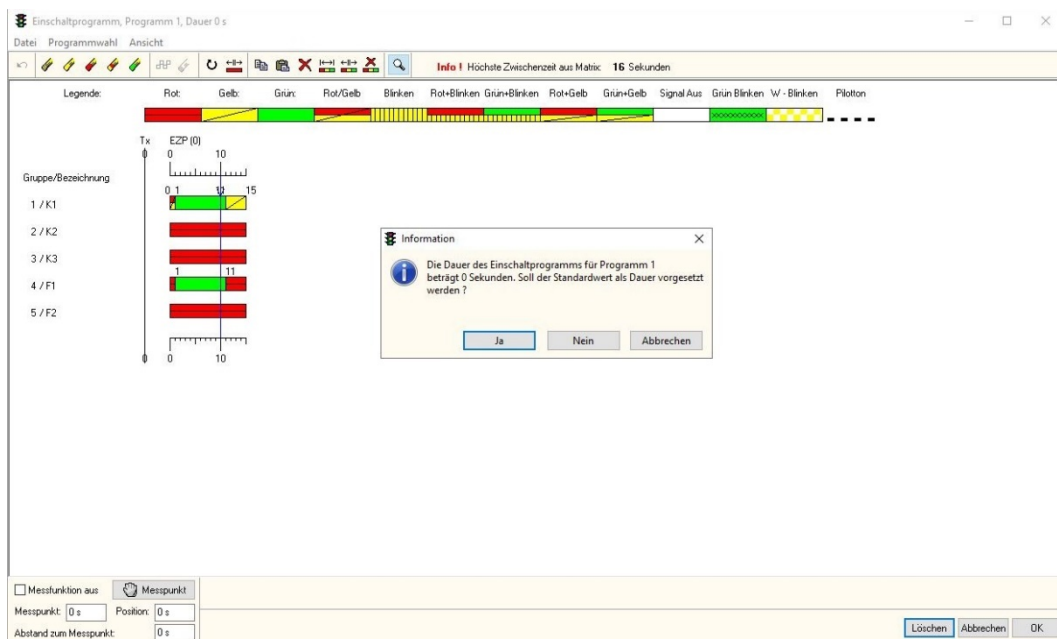 Einschaltprogramm, Programm 1, Dauer 0 s
Datei Programmwahl Ansicht
Info ! Höchste Zwischenzeit aus Matrix: 16 Sekunden
Legende: Rot: Gelb: Grün: Rot/Gelb Blinken Rot+Blinken Grün+Blinken Rot+Gelb Grün+Gelb Signal Aus Grün Blinken W - Blinken Pilotton
Tx EZP (0)
0 0 10
Gruppe/Bezeichnung
0 1 11 15
1 / K1
2 / K2
3 / K3
1 11
4 / F1
5 / F2
0 0 10
Information
Die Dauer des Einschaltprogramms für Programm 1
beträgt 0 Sekunden. Soll der Standardwert als Dauer vorgesetzt
werden ?
Ja Nein Abbrechen
Messfunktion aus Messpunkt
Messpunkt: 0 s Position: 0 s
Abstand zum Messpunkt: 0 s
Löschen Abbrechen OK